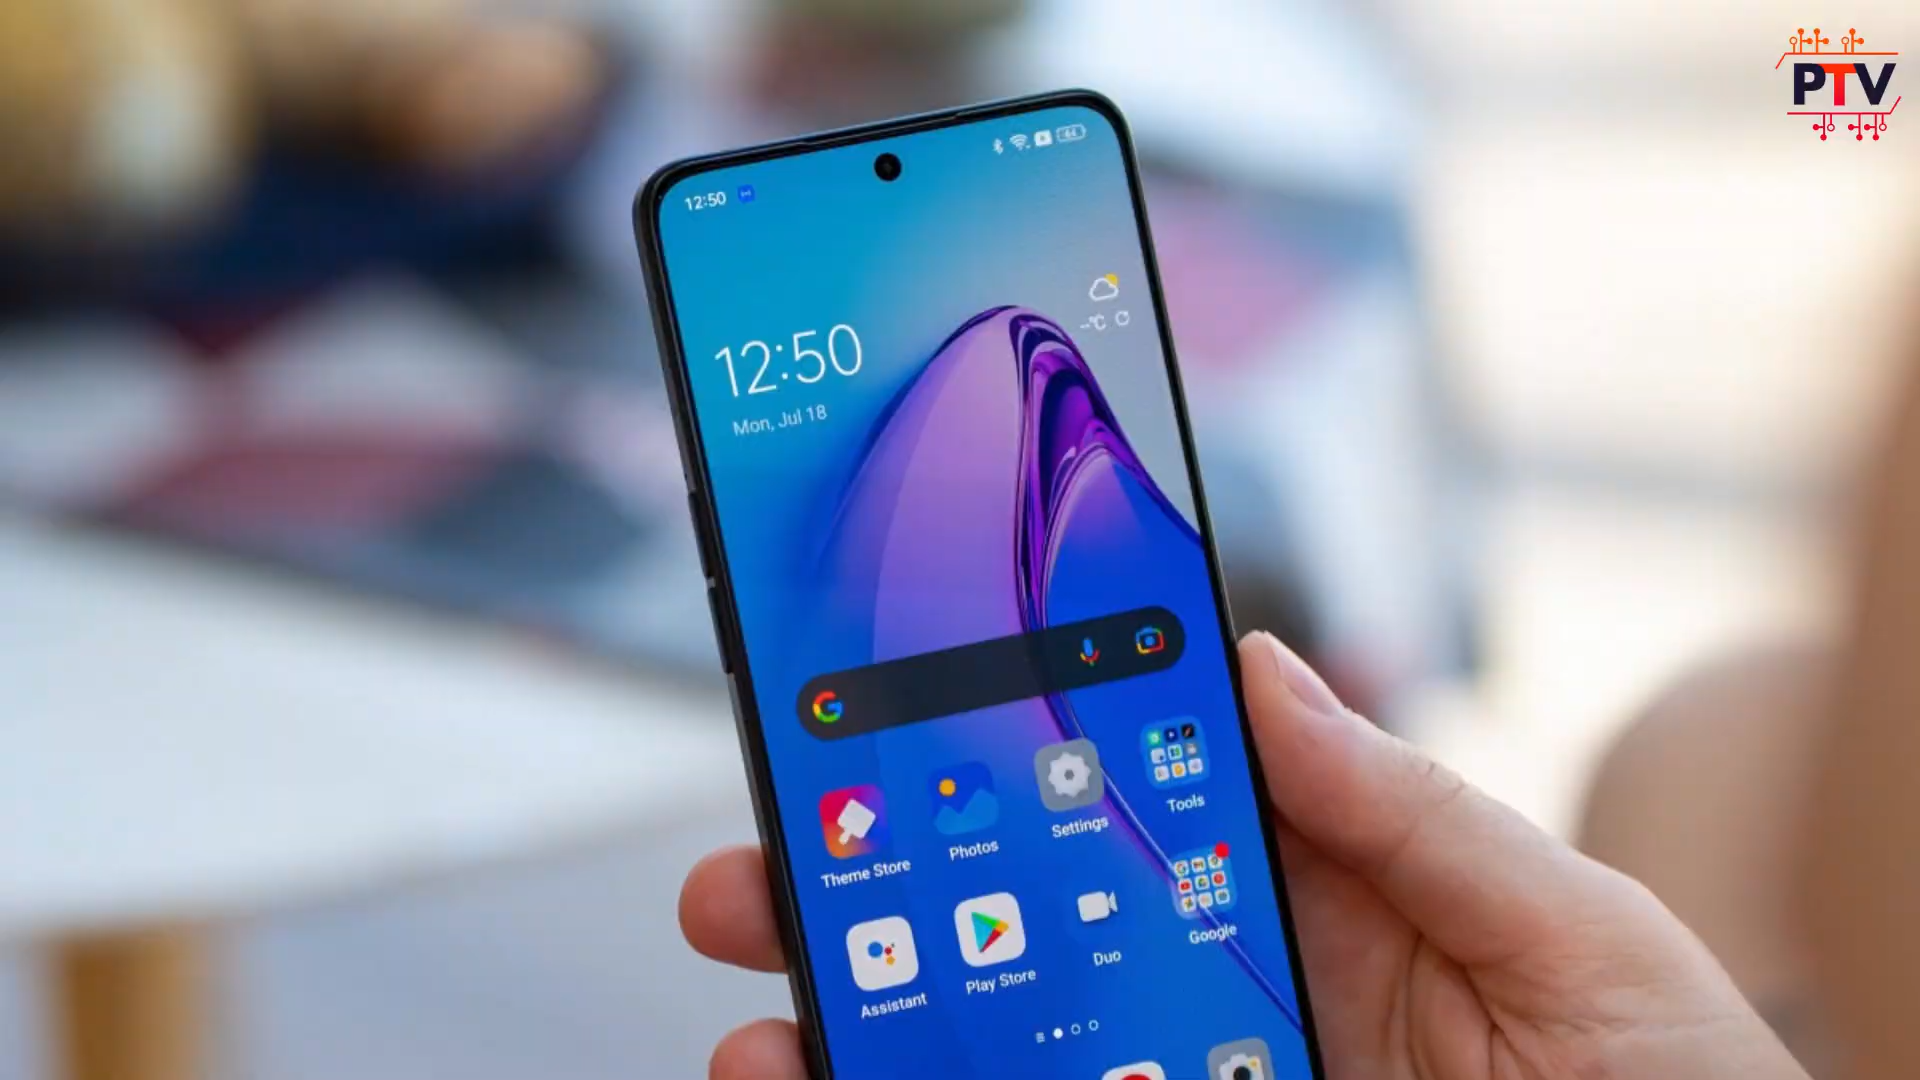 PTV
12:50
12:50
Mon, Jul 18
--°C
Theme Store
Photos
Settings
Tools
Assistant
Play Store
Duo
Google